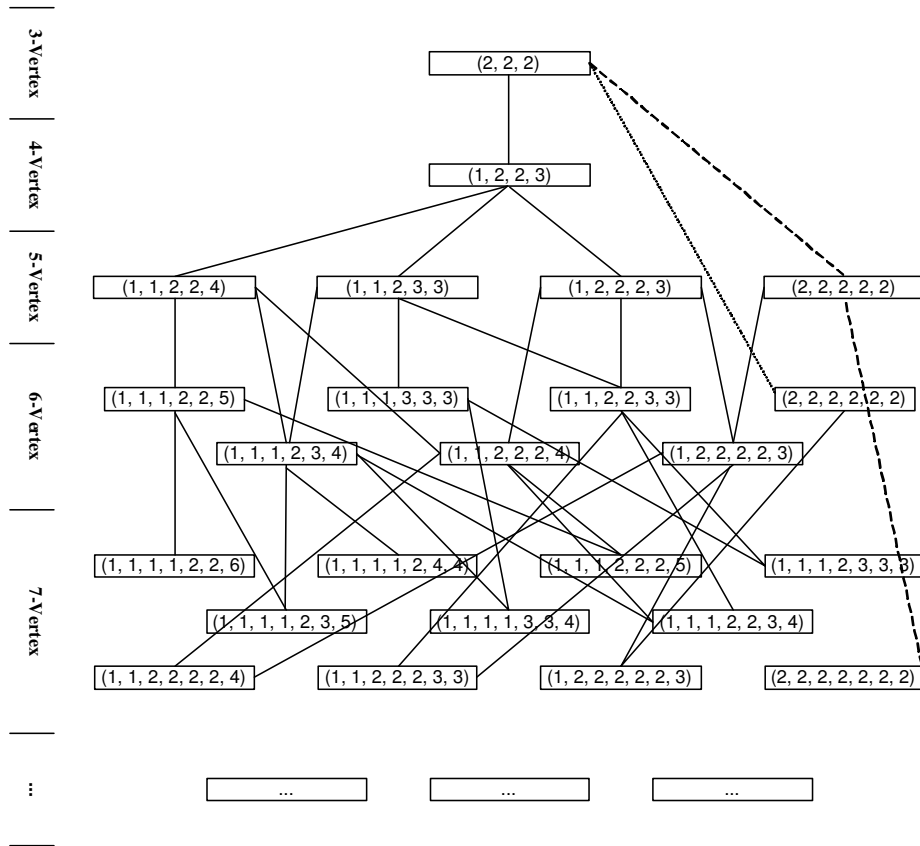 3-Vertex
(2, 2, 2)
4-Vertex
(1, 2, 2, 3)
5-Vertex
(1, 1, 2, 2, 4)
(1, 1, 2, 3, 3)
(1, 2, 2, 2, 3)
(2, 2, 2, 2, 2)
6-Vertex
(1, 1, 1, 2, 2, 5)
(1, 1, 1, 3, 3, 3)
(1, 1, 2, 2, 3, 3)
(2, 2, 2, 2, 2, 2)
(1, 1, 1, 2, 3, 4)
(1, 1, 2, 2, 2, 4)
(1, 2, 2, 2, 2, 3)
7-Vertex
(1, 1, 1, 1, 2, 2, 6)
(1, 1, 1, 1, 2, 4, 4)
(1, 1, 1, 2, 2, 2, 5)
(1, 1, 1, 2, 3, 3, 3)
(1, 1, 1, 1, 2, 3, 5)
(1, 1, 1, 1, 3, 3, 4)
(1, 1, 1, 2, 2, 3, 4)
(1, 1, 2, 2, 2, 2, 4)
(1, 1, 2, 2, 2, 3, 3)
(1, 2, 2, 2, 2, 2, 3)
(2, 2, 2, 2, 2, 2, 2)
...
...
...
...